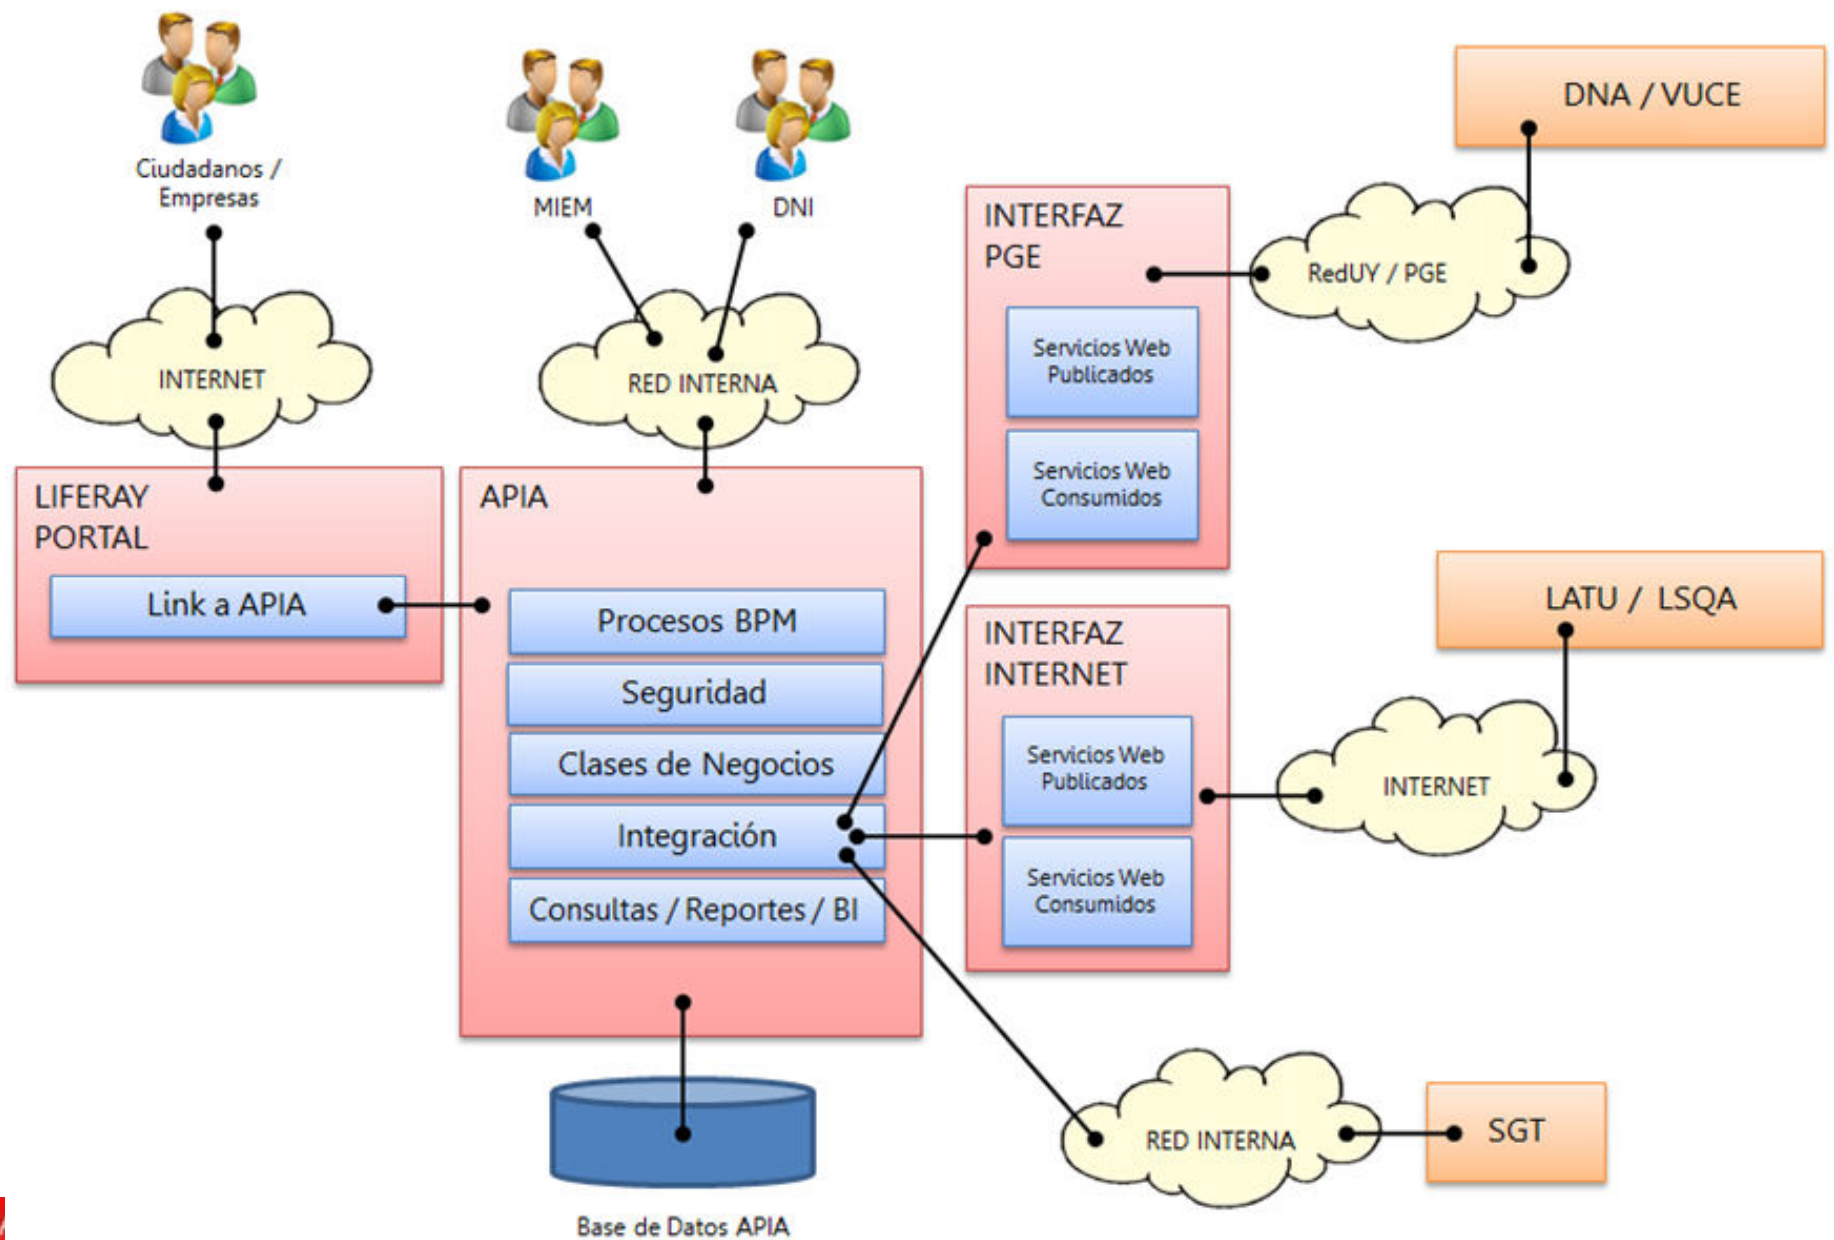 Ciudadanos /
Empresas
MIEM
DNI
DNA / VUCE
INTERFAZ
PGE
RedUY / PGE
Servicios Web
Publicados
Servicios Web
Consumidos
INTERNET
RED INTERNA
LIFERAY
PORTAL
Link a APIA
APIA
Procesos BPM
Seguridad
Clases de Negocios
Integración
Consultas / Reportes / BI
INTERFAZ
INTERNET
Servicios Web
Publicados
Servicios Web
Consumidos
LATU / LSQA
INTERNET
RED INTERNA
SGT
Base de Datos APIA